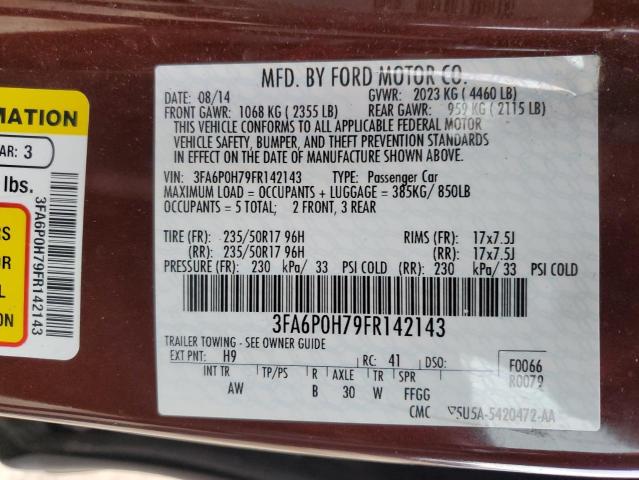 MFD. BY FORD MOTOR CO.
DATE: 08/14 GVWR: 2023 KG ( 4460 LB)
FRONT GAWR: 1068 KG ( 2355 LB) REAR GAWR: 959 KG ( 2115 LB)
THIS VEHICLE CONFORMS TO ALL APPLICABLE FEDERAL MOTOR
VEHICLE SAFETY, BUMPER, AND THEFT PREVENTION STANDARDS
IN EFFECT ON THE DATE OF MANUFACTURE SHOWN ABOVE.
VIN: 3FA6P0H79FR142143 TYPE: Passenger Car
MAXIMUM LOAD = OCCUPANTS + LUGGAGE = 385KG/ 850LB
OCCUPANTS = 5 TOTAL; 2 FRONT, 3 REAR
TIRE (FR): 235/50R17 96H RIMS (FR): 17x7.5J
(RR): 235/50R17 96H (RR): 17x7.5J
PRESSURE (FR): 230 kPa/ 33 PSI COLD (RR): 230 kPa/ 33 PSI COLD
3FA6P0H79FR142143
TRAILER TOWING - SEE OWNER GUIDE
EXT PNT: H9 RC: 41 DSO: F0066
R0079
INT TR TP/PS R AXLE TR SPR
AW B 30 W FFGG
CMC 5U5A-5420472-AA
MATION
AR: 3
lbs.
RS
OR
L
ON
3FA6P0H79FR142143